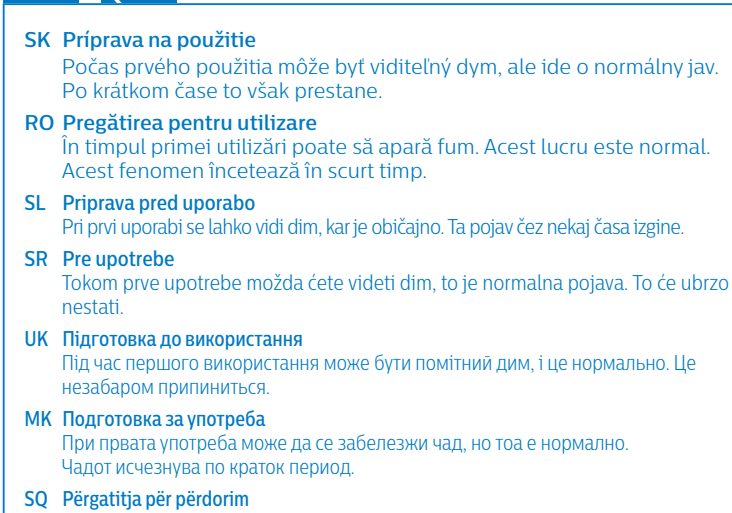 SK Príprava na použitie
Počas prvého použitia môže byť viditeľný dym, ale ide o normálny jav.
Po krátkom čase to však prestane.
RO Pregătirea pentru utilizare
În timpul primei utilizări poate să apară fum. Acest lucru este normal.
Acest fenomen încetează în scurt timp.
SL Priprava pred uporabo
Pri prvi uporabi se lahko vidi dim, kar je običajno. Ta pojav čez nekaj časa izgine.
SR Pre upotrebe
Tokom prve upotrebe možda ćete videti dim, to je normalna pojava. To će ubrzo
nestati.
UK Підготовка до використання
Під час першого використання може бути помітний дим, і це нормально. Це
незабаром припиниться.
MK Подготовка за употреба
При првата употреба може да се забележи чад, но тоа е нормално.
Чадот исчезнува по краток период.
SQ Përgatitja për përdorim